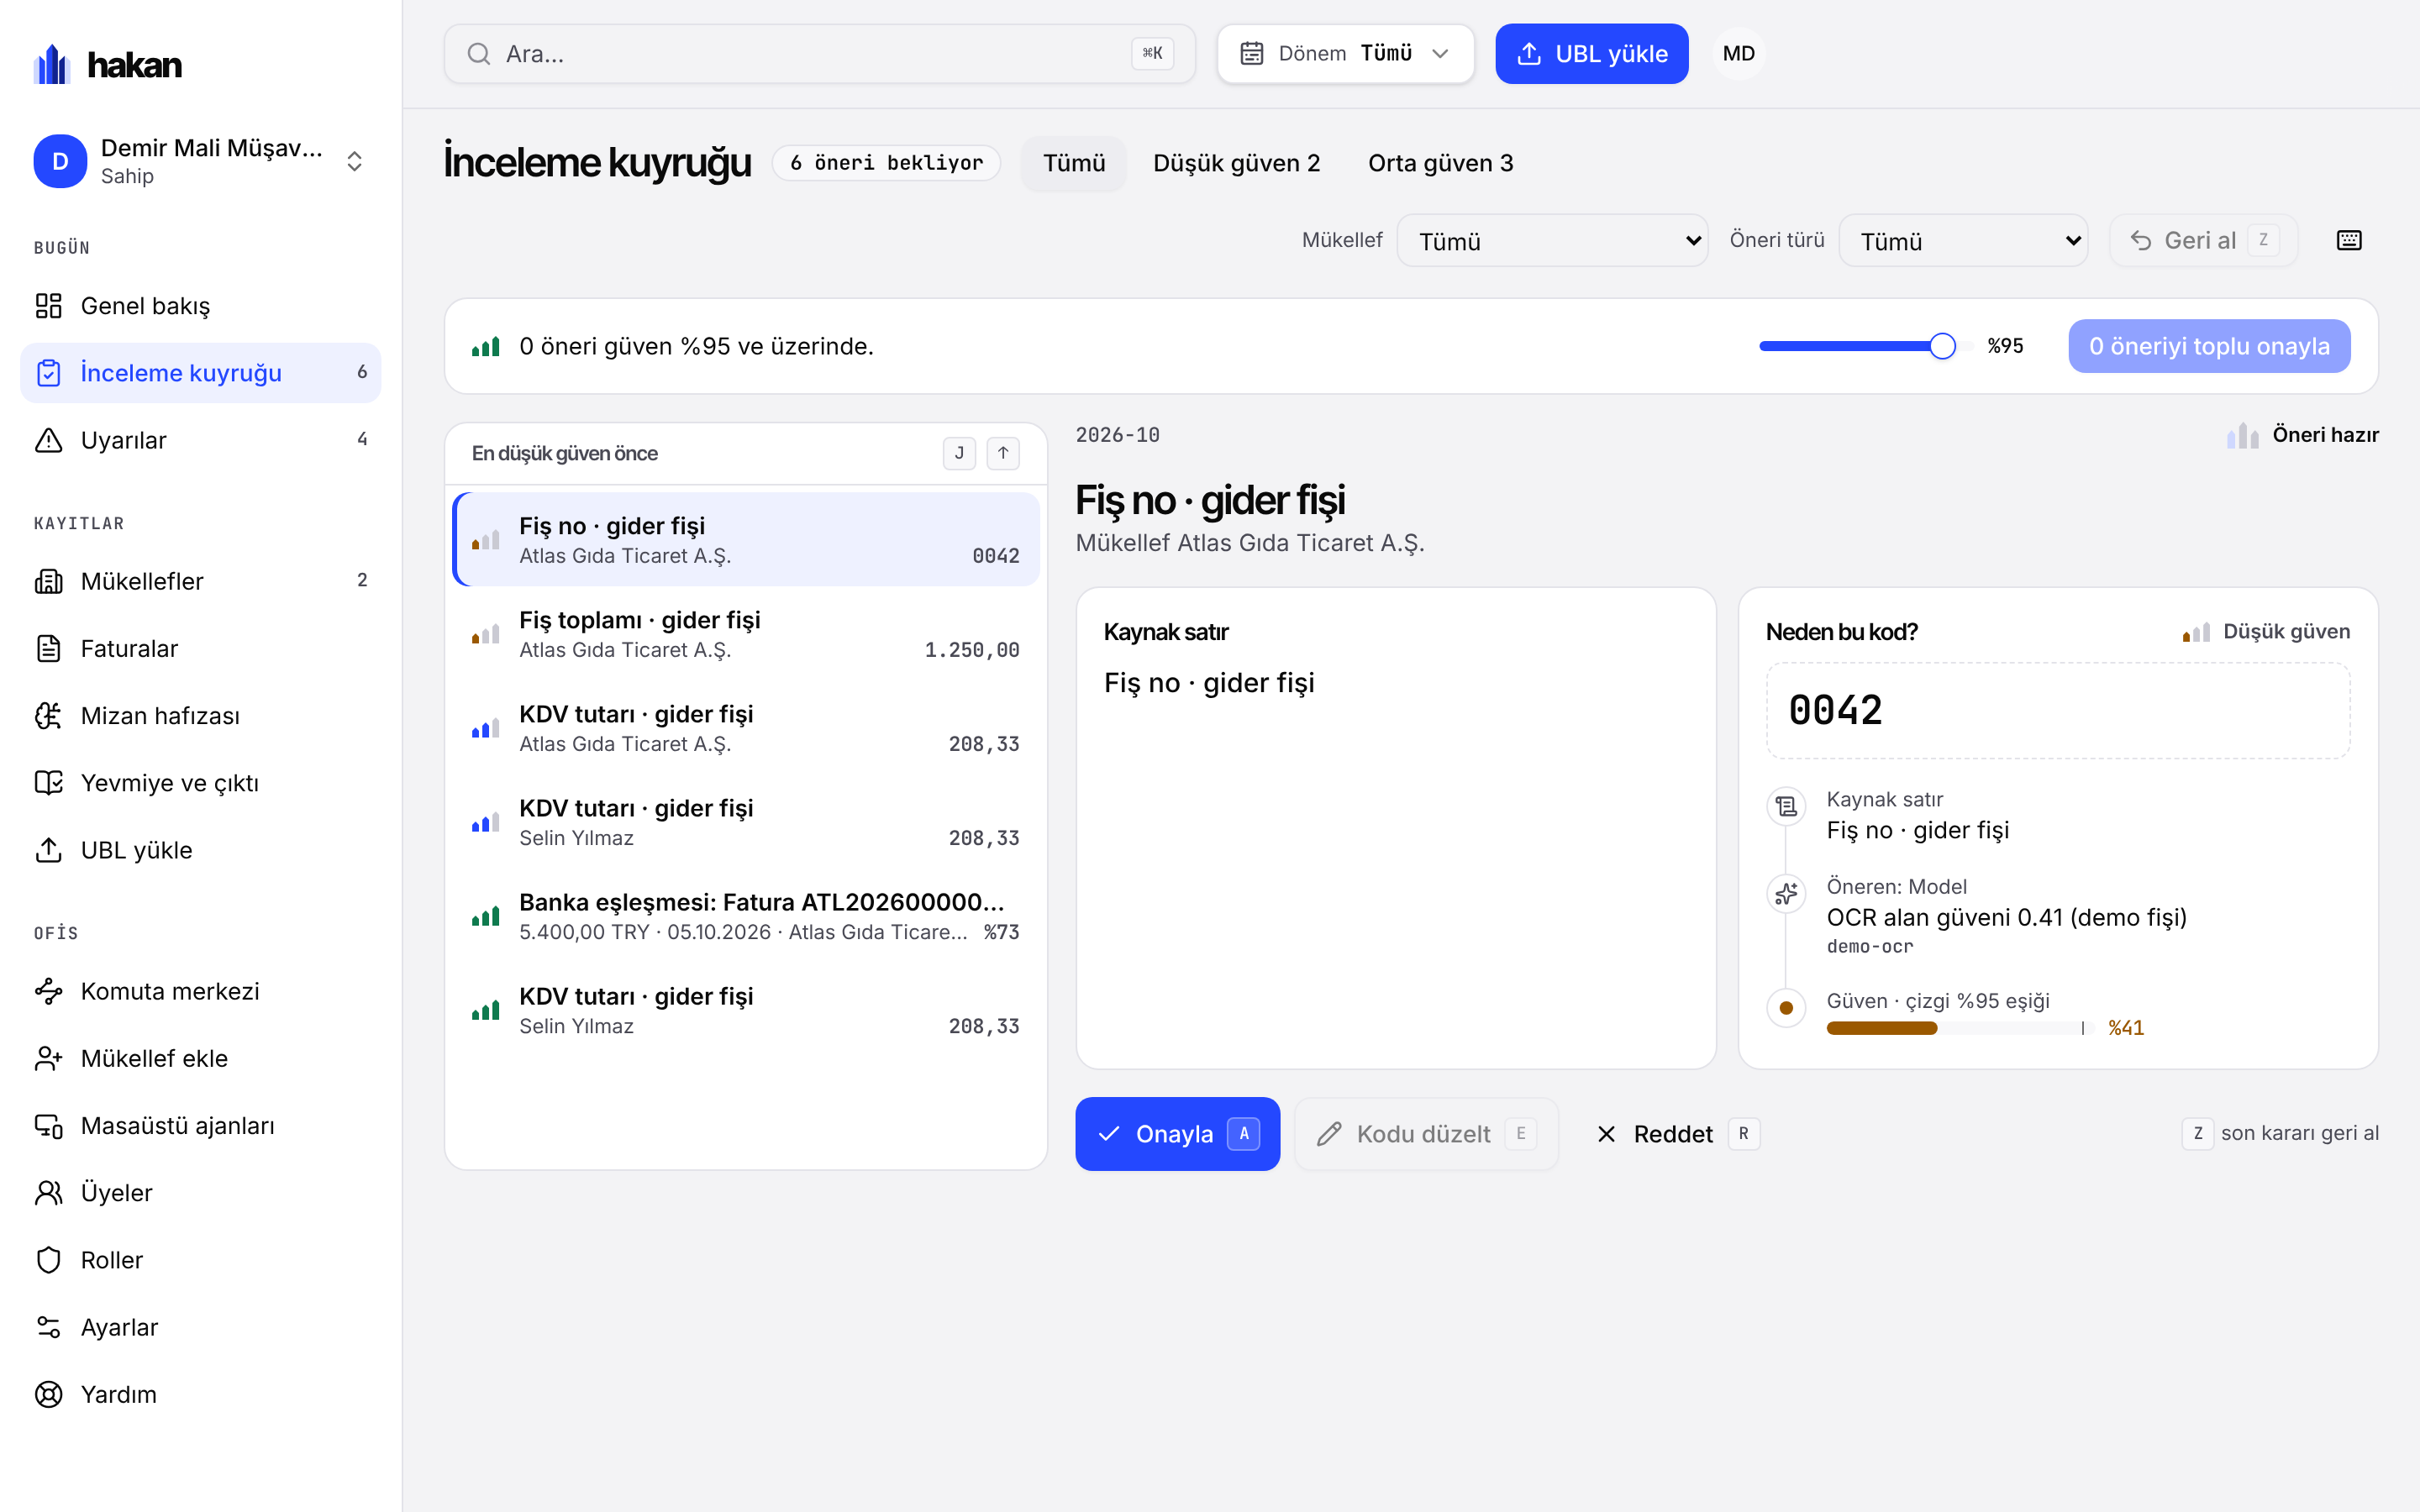 hakan
Demir Mali Müşav...
Sahip
BUGÜN
Genel bakış
İnceleme kuyruğu 6
Uyarılar 4
KAYITLAR
Mükellefler 2
Faturalar
Mizan hafızası
Yevmiye ve çıktı
UBL yükle
OFİS
Komuta merkezi
Mükellef ekle
Masaüstü ajanları
Üyeler
Roller
Ayarlar
Yardım
D
Ara... ⌘K
Dönem Tümü
UBL yükle
MD
İnceleme kuyruğu
6 öneri bekliyor
Tümü
Düşük güven 2
Orta güven 3
Mükellef Tümü
Öneri türü Tümü
Geri al Z
0 öneri güven %95 ve üzerinde.
%95
0 öneriyi toplu onayla
En düşük güven önce J ↑
Fiş no · gider fişi
Atlas Gıda Ticaret A.Ş. 0042
Fiş toplamı · gider fişi
Atlas Gıda Ticaret A.Ş. 1.250,00
KDV tutarı · gider fişi
Atlas Gıda Ticaret A.Ş. 208,33
KDV tutarı · gider fişi
Selin Yılmaz 208,33
Banka eşleşmesi: Fatura ATL202600000...
5.400,00 TRY · 05.10.2026 · Atlas Gıda Ticare... %73
KDV tutarı · gider fişi
Selin Yılmaz 208,33
2026-10
Öneri hazır
Fiş no · gider fişi
Mükellef Atlas Gıda Ticaret A.Ş.
Kaynak satır
Fiş no · gider fişi
Neden bu kod? Düşük güven
0042
Kaynak satır
Fiş no · gider fişi
Öneren: Model
OCR alan güveni 0.41 (demo fişi)
demo-ocr
Güven · çizgi %95 eşiği
%41
Onayla A
Kodu düzelt E
Reddet R
Z son kararı geri al